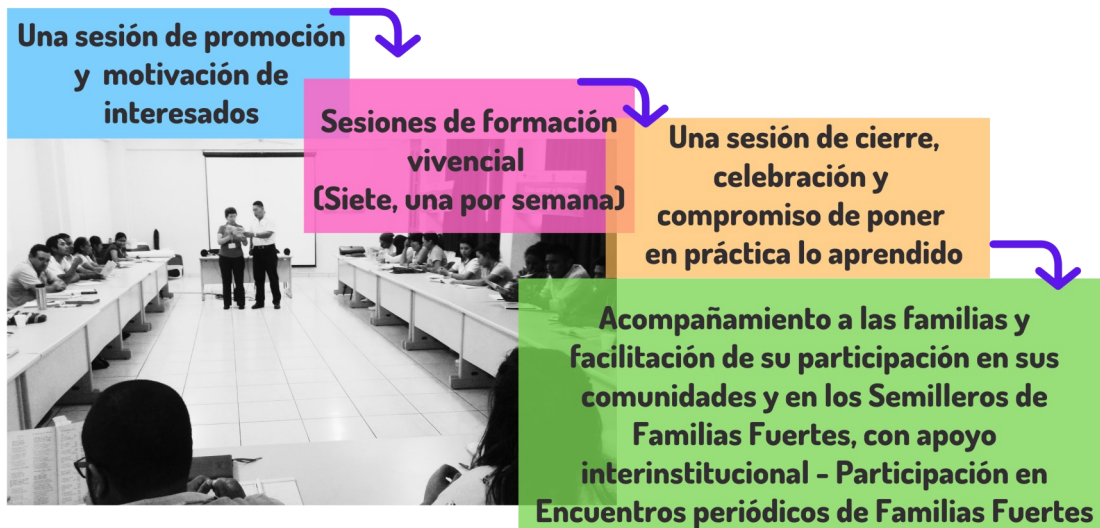 Una sesión de promoción
y motivación de
interesados
Sesiones de formación
vivencial
(Siete, una por semana)
Una sesión de cierre,
celebración y
compromiso de poner
en práctica lo aprendido
Acompañamiento a las familias y
facilitación de su participación en sus
comunidades y en los Semilleros de
Familias Fuertes, con apoyo
interinstitucional - Participación en
Encuentros periódicos de Familias Fuertes